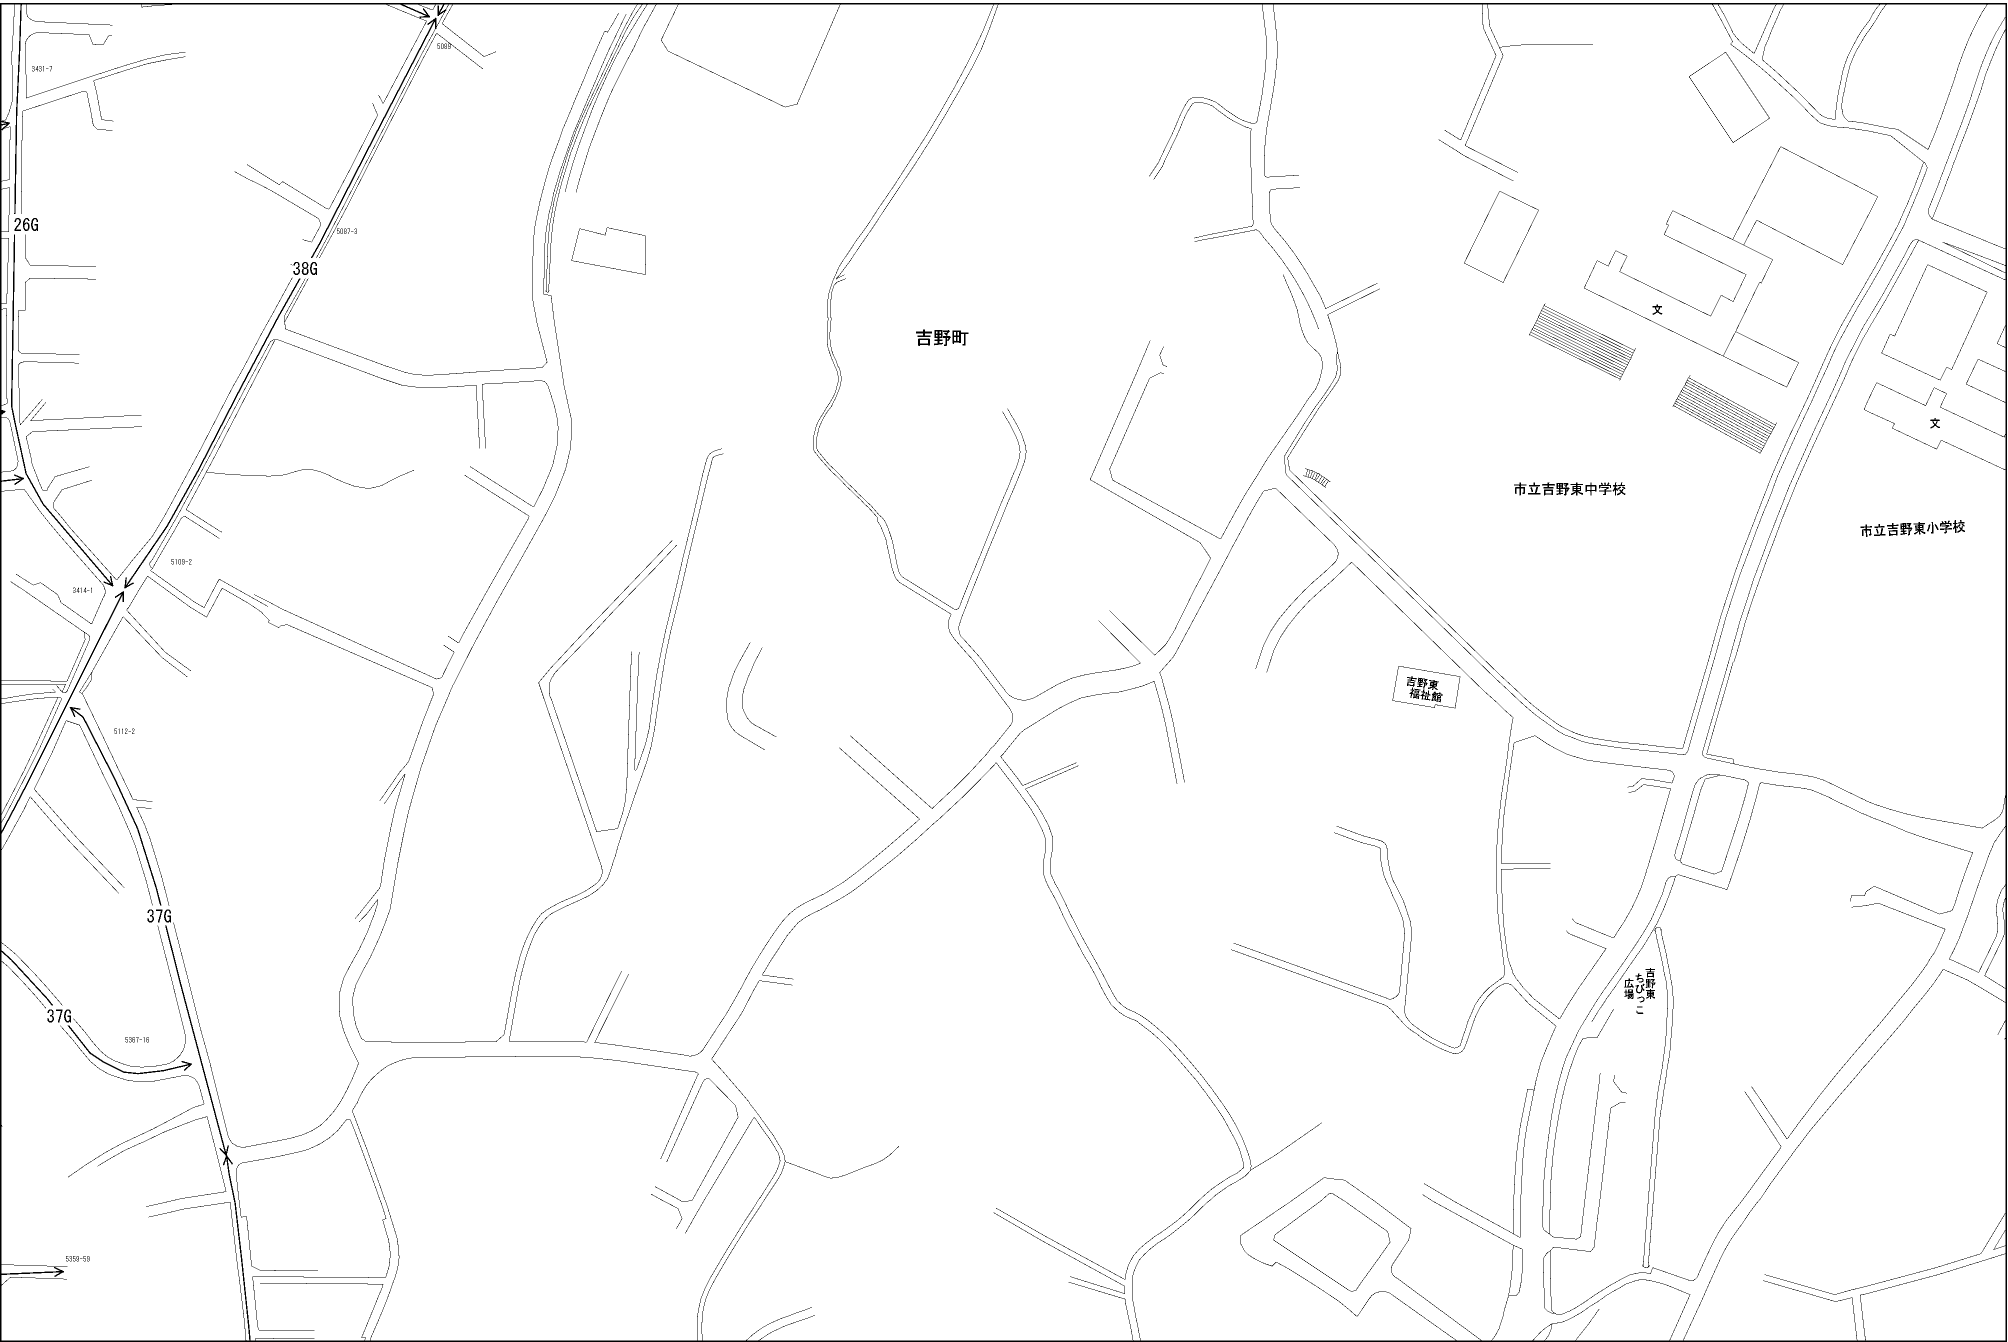 5089
3431-7
26G
5087-3
38G
文
吉野町
文
市立吉野東中学校
市立吉野東小学校
5109-2
3414-1
吉野東
福祉館
5112-2
37G
吉野東
ちびっこ
広場
37G
5367-16
5359-59